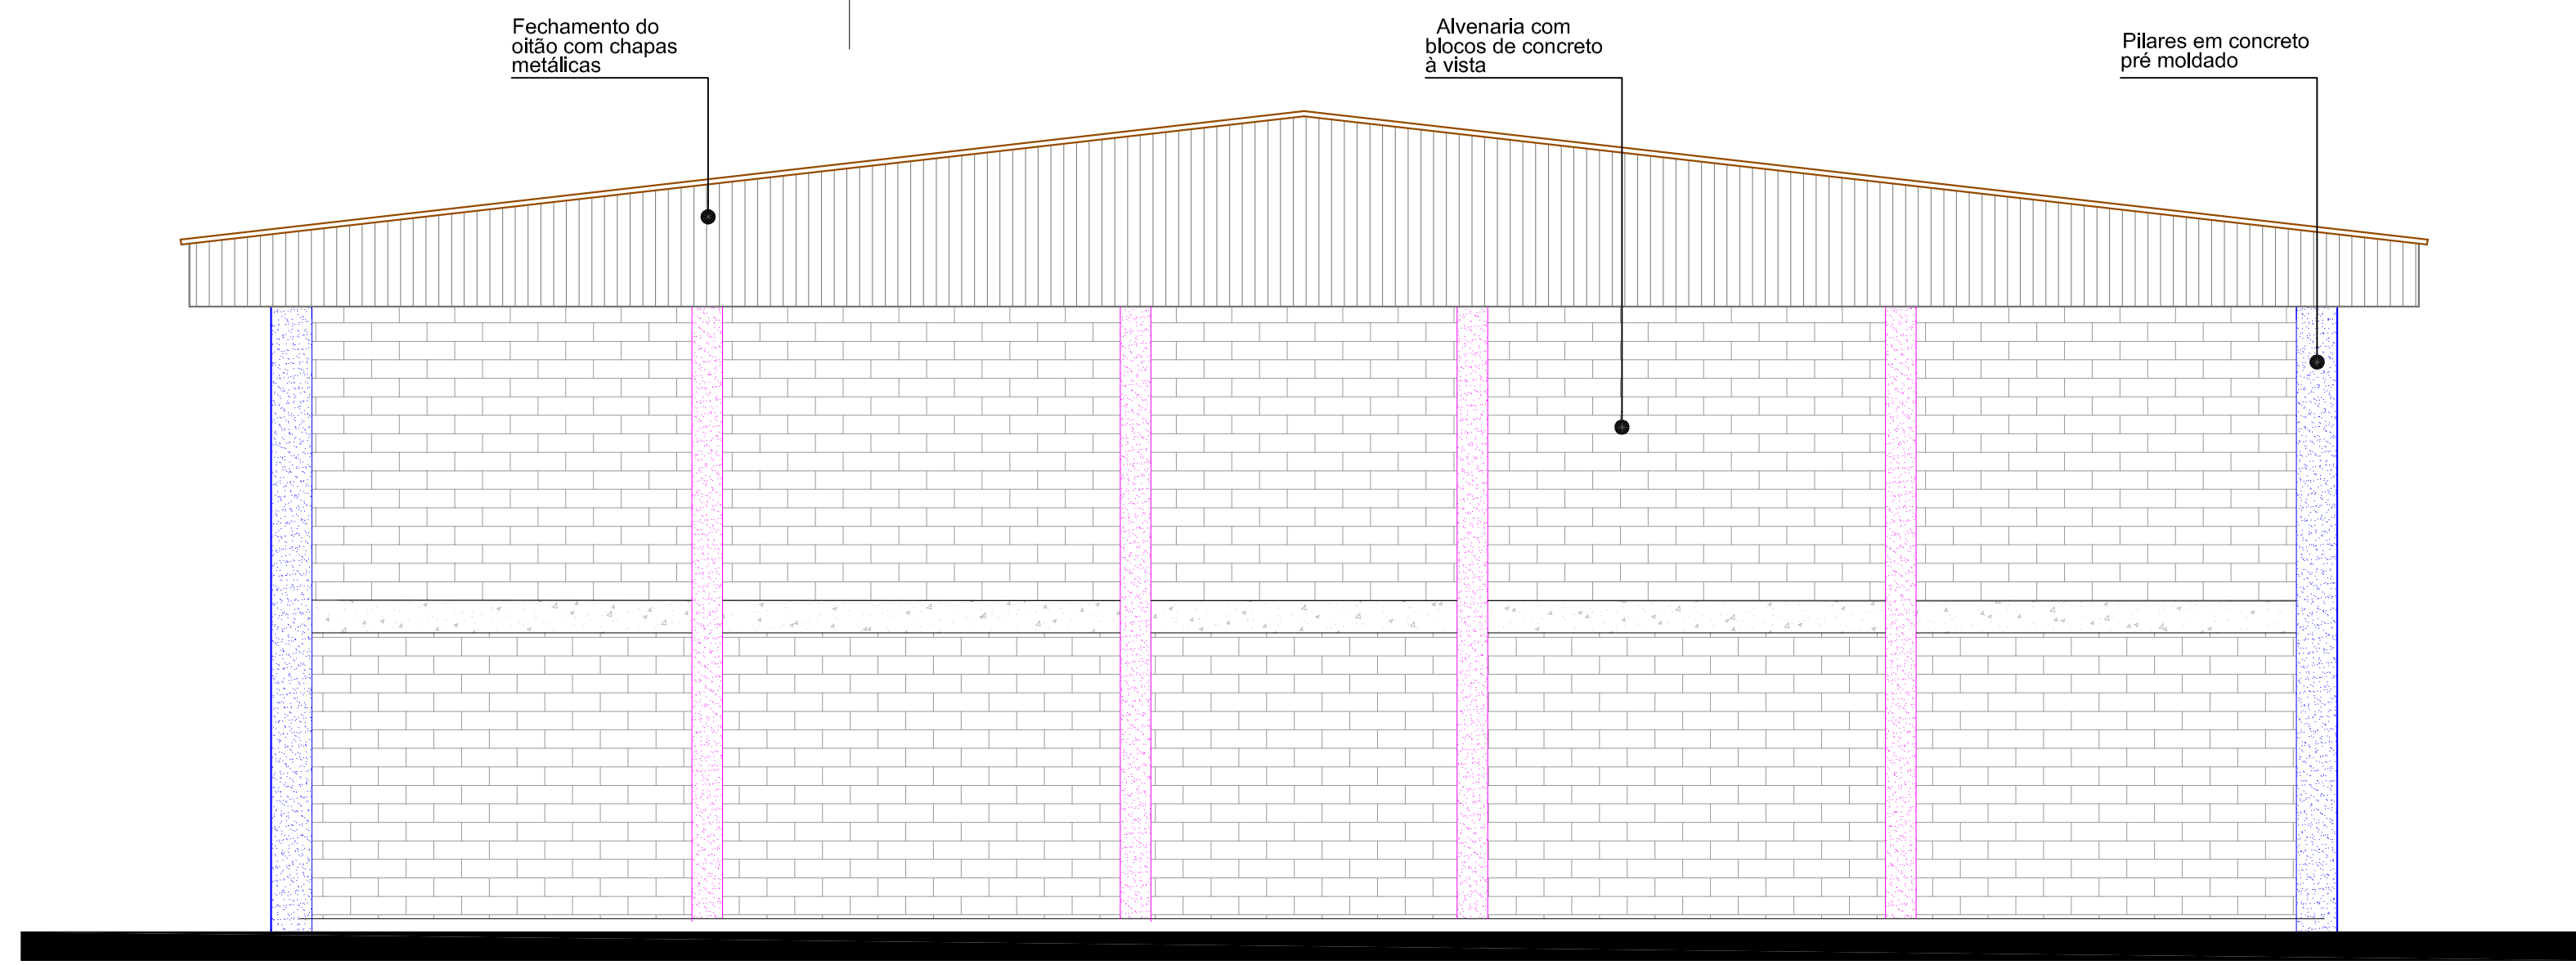 Fechamento do
oitão com chapas
metálicas
Alvenaria com
blocos de concreto
à vista
Pilares em concreto
pré moldado